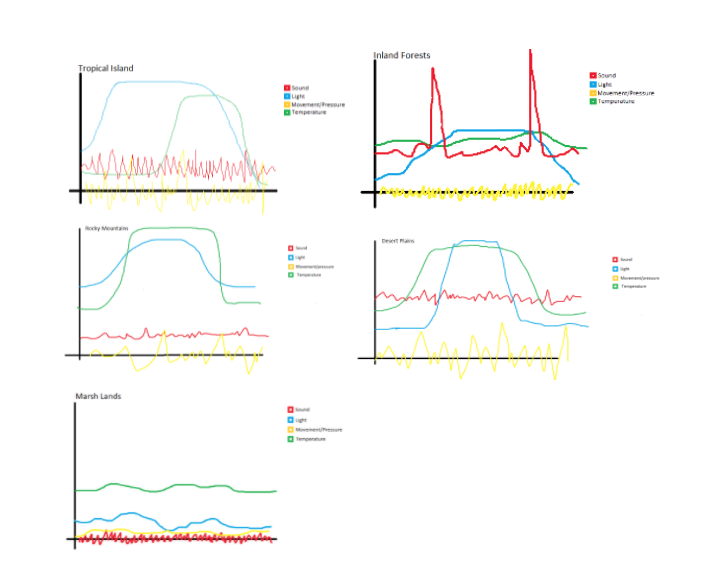 Tropical Island
Sound
Light
Movement/Pressure
Temperature
Inland Forests
Sound
Light
Movement/Pressure
Temperature
Rocky Mountains
Sound
Light
Movement/pressure
Temperature
Desert Plains
Sound
Light
Movement/pressure
Temperature
Marsh Lands
Sound
Light
Movement/Pressure
Temperature